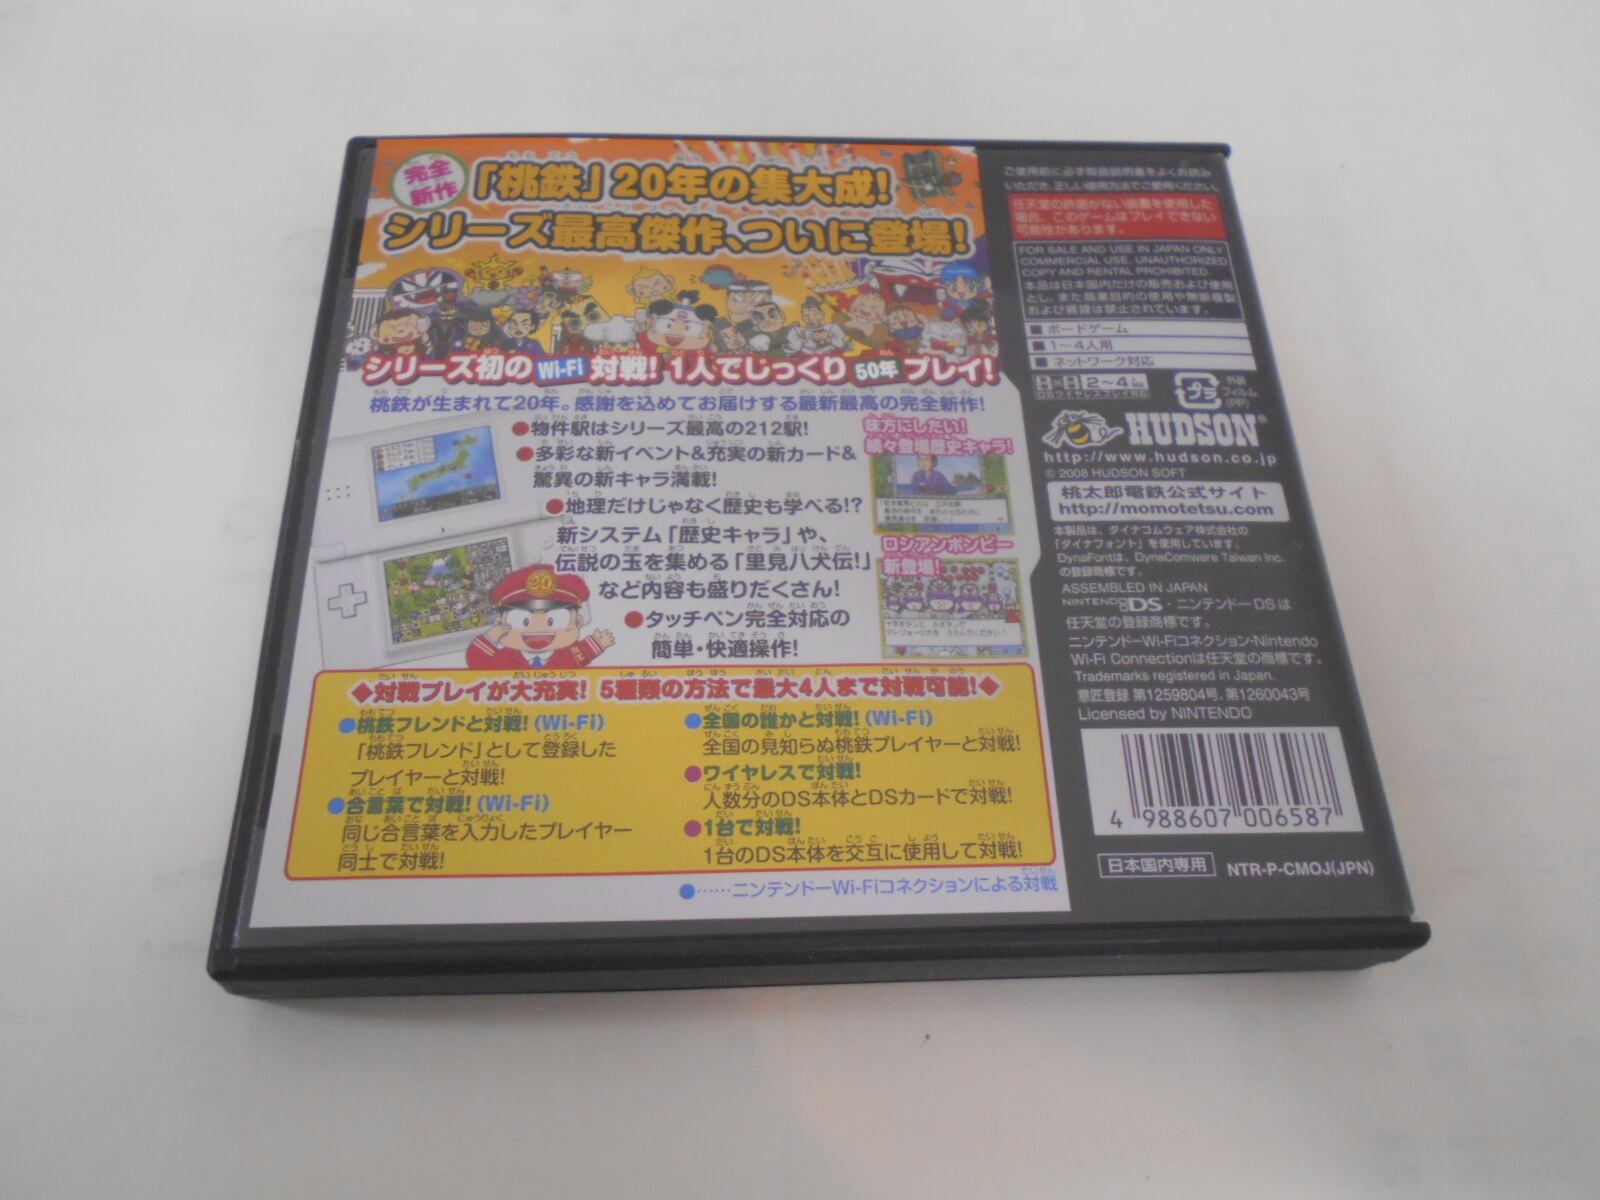 完全
新作
「桃鉄」20年の集大成!
シリーズ最高傑作、ついに登場!
シリーズ初の Wi-Fi 対戦! 1人でじっくり 50年 プレイ!
桃鉄が生まれて20年。感謝を込めてお届けする最新最高の完全新作!
●物件駅はシリーズ最高の212駅!
●多彩な新イベント&充実の新カード&
驚異の新キャラ満載!
●地理だけじゃなく歴史も学べる!?
新システム「歴史キャラ」や、
伝説の玉を集める「里見八犬伝!」
など内容も盛りだくさん!
●タッチペン完全対応の
簡単・快適操作!
味方にしたい!
続々登場歴史キャラ!
ロシアンボンビー
新登場!
20
◆対戦プレイが大充実! 5種類の方法で最大4人まで対戦可能!◆
●桃鉄フレンドと対戦!(Wi-Fi)
「桃鉄フレンド」として登録した
プレイヤーと対戦!
●合言葉で対戦!(Wi-Fi)
同じ合言葉を入力したプレイヤー
同士で対戦!
●全国の誰かと対戦!(Wi-Fi)
全国の見知らぬ桃鉄プレイヤーと対戦!
●ワイヤレスで対戦!
人数分のDS本体とDSカードで対戦!
●1台で対戦!
1台のDS本体を交互に使用して対戦!
●……ニンテンドーWi-Fiコネクションによる対戦
ご使用前に必ず取扱説明書をよくお読み
いただき、正しい使用方法でご愛用ください。
任天堂の許諾がない装置を使用した
場合、このゲームはプレイできない
可能性があります。
FOR SALE AND USE IN JAPAN ONLY
COMMERCIAL USE, UNAUTHORIZED
COPY AND RENTAL PROHIBITED.
本品は日本国内だけの販売および使用
とし、また商業目的の使用や無断複製
および賃貸は禁止されています。
■ ボードゲーム
■ 1~4人用
■ ネットワーク対応
2~4
DSワイヤレスプレイ対応
プラ
外装
フィルム
(PP)
HUDSON®
http://www.hudson.co.jp
© 2008 HUDSON SOFT
桃太郎電鉄公式サイト
http://momotetsu.com
本製品は、ダイナコムウェア株式会社の
「ダイナフォント」を使用しています。
DynaFontは、DynaComware Taiwan Inc.
の登録商標です。
ASSEMBLED IN JAPAN
NINTENDO DS・ニンテンドーDSは
任天堂の登録商標です。
ニンテンドーWi-Fiコネクション・Nintendo
Wi-Fi Connectionは任天堂の商標です。
Trademarks registered in Japan.
意匠登録 第1259804号, 第1260043号
Licensed by NINTENDO
4 988607 006587
日本国内専用 NTR-P-CMOJ(JPN)